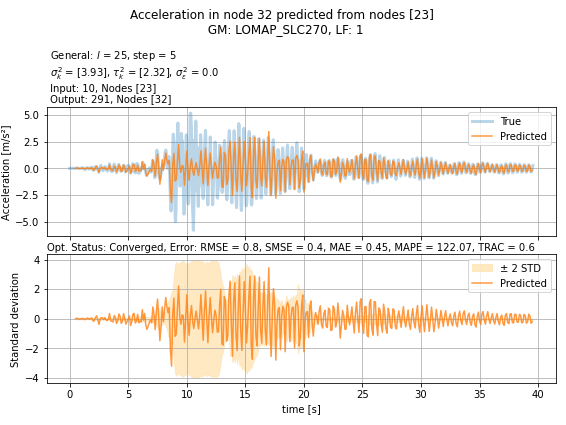 Acceleration in node 32 predicted from nodes [23]
GM: LOMAP_SLC270, LF: 1
General: l = 25, step = 5
σ²ₖ = [3.93], τ²ₖ = [2.32], σ²ε = 0.0
Input: 10, Nodes [23]
Output: 291, Nodes [32]
Acceleration [m/s²]
5.0
2.5
0.0
−2.5
−5.0
True
Predicted
Opt. Status: Converged, Error: RMSE = 0.8, SMSE = 0.4, MAE = 0.45, MAPE = 122.07, TRAC = 0.6
Standard deviation
4
2
0
−2
−4
± 2 STD
Predicted
0 5 10 15 20 25 30 35 40
time [s]